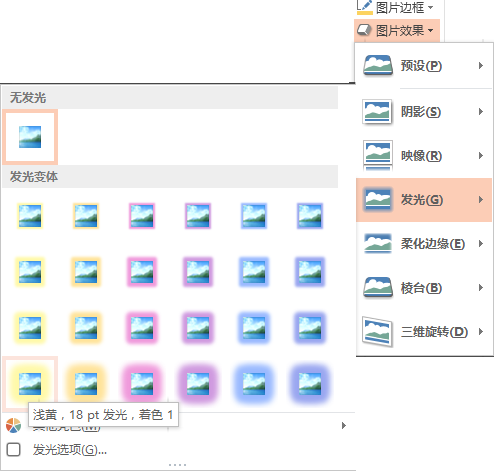 图片边框
图片效果
预设(P)
阴影(S)
映像(R)
发光(G)
柔化边缘(E)
棱台(B)
三维旋转(D)
无发光
发光变体
浅黄，18 pt 发光，着色 1
发光选项(G)...